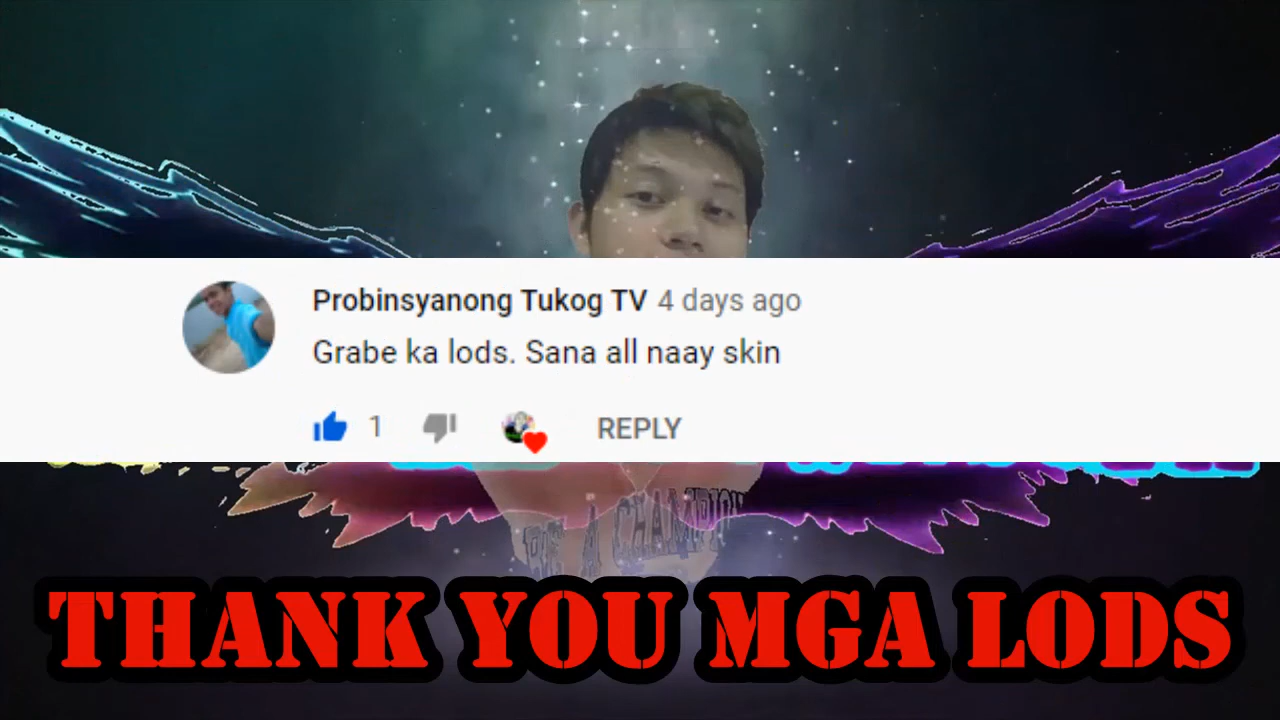 Probinsyanong Tukog TV 4 days ago
Grabe ka lods. Sana all naay skin
1
REPLY
A CHAMPION
THANK YOU MGA LODS